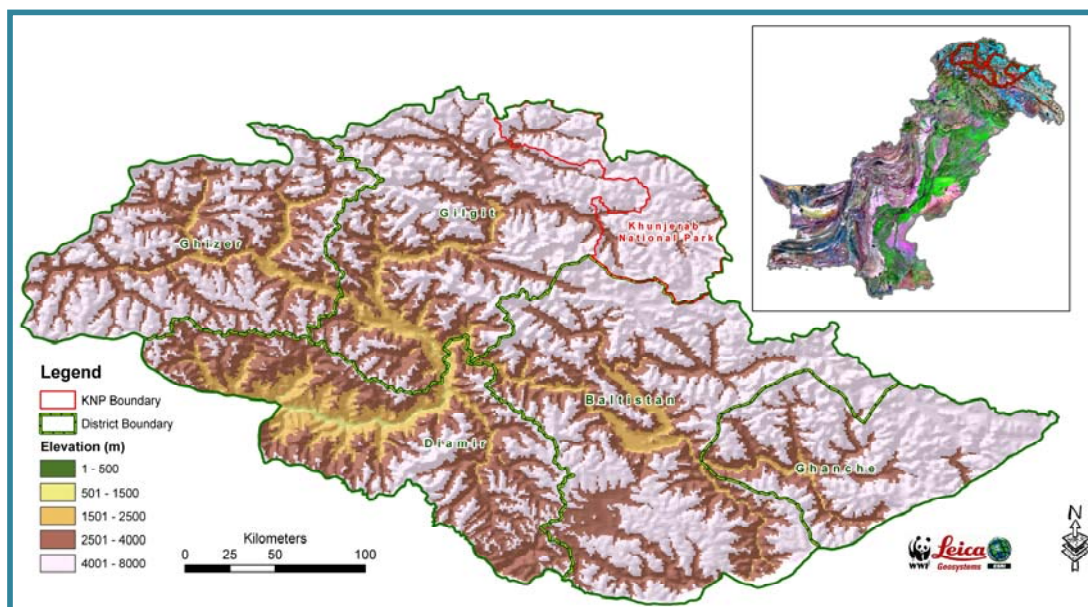 Ghizer
Gilgit
Khunjerab
National Park
Baltistan
Diamir
Ghanche
Legend
KNP Boundary
District Boundary
Elevation (m)
1 - 500
501 - 1500
1501 - 2500
2501 - 4000
4001 - 8000
Kilometers
0 25 50 100
WWF
Leica
Geosystems
ESRI
N